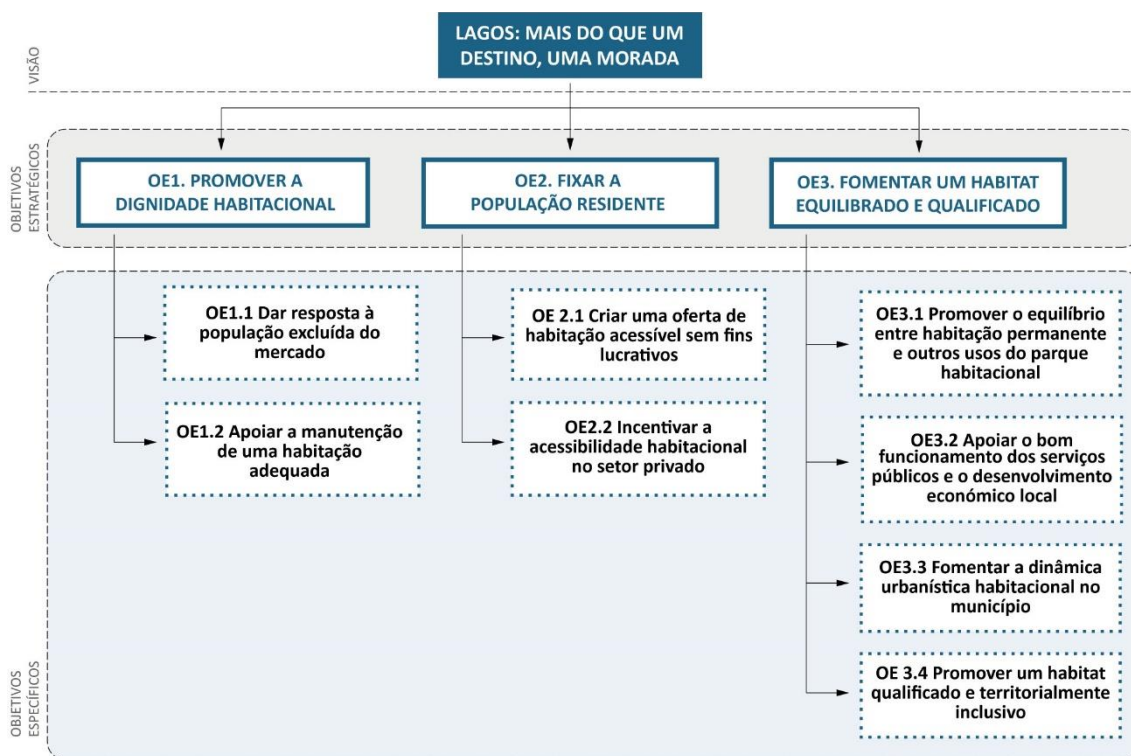 LAGOS: MAIS DO QUE UM
DESTINO, UMA MORADA
VISÃO
OBJETIVOS
ESTRATÉGICOS
OE1. PROMOVER A
DIGNIDADE HABITACIONAL
OE2. FIXAR A
POPULAÇÃO RESIDENTE
OE3. FOMENTAR UM HABITAT
EQUILIBRADO E QUALIFICADO
OE1.1 Dar resposta à
população excluída do
mercado
OE1.2 Apoiar a manutenção
de uma habitação
adequada
OE 2.1 Criar uma oferta de
habitação acessível sem fins
lucrativos
OE2.2 Incentivar a
acessibilidade habitacional
no setor privado
OE3.1 Promover o equilíbrio
entre habitação permanente
e outros usos do parque
habitacional
OE3.2 Apoiar o bom
funcionamento dos serviços
públicos e o desenvolvimento
económico local
OE3.3 Fomentar a dinâmica
urbanística habitacional no
município
OE 3.4 Promover um habitat
qualificado e territorialmente
inclusivo
OBJETIVOS
ESPECÍFICOS